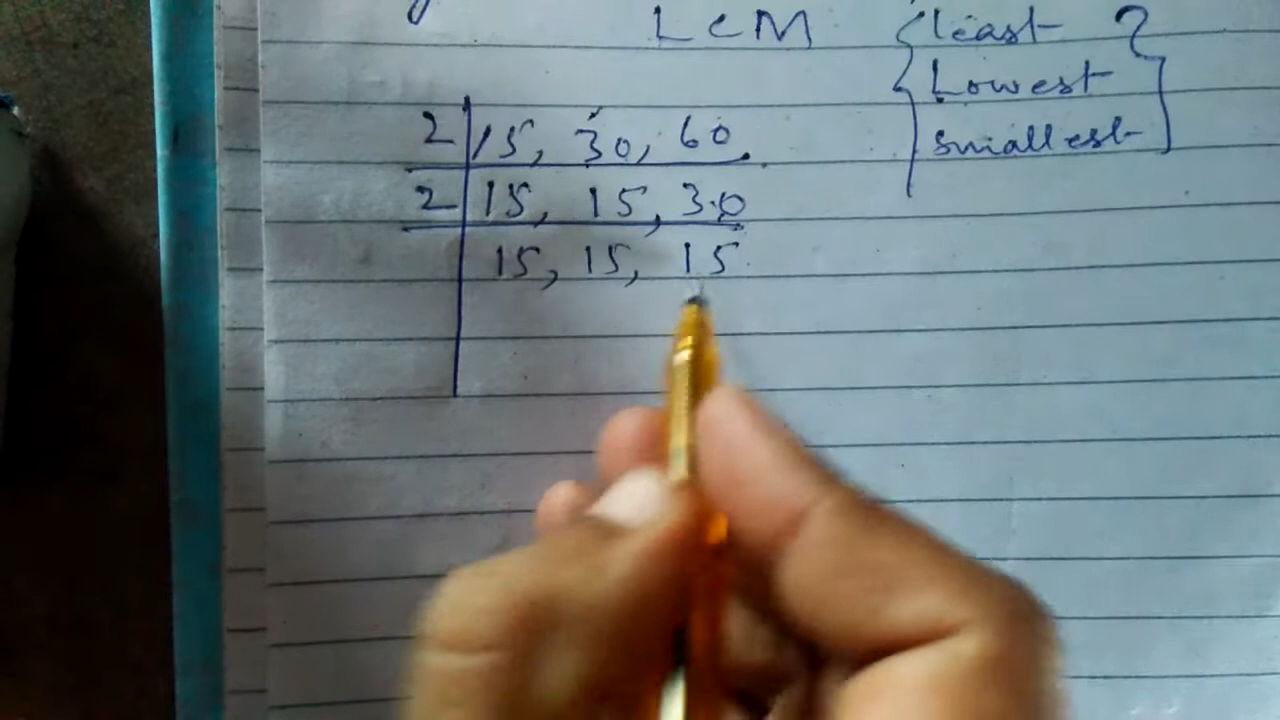 LCM
{ least }
Lowest
smallest
2 | 15, 30, 60
2 | 15, 15, 30
15, 15, 15